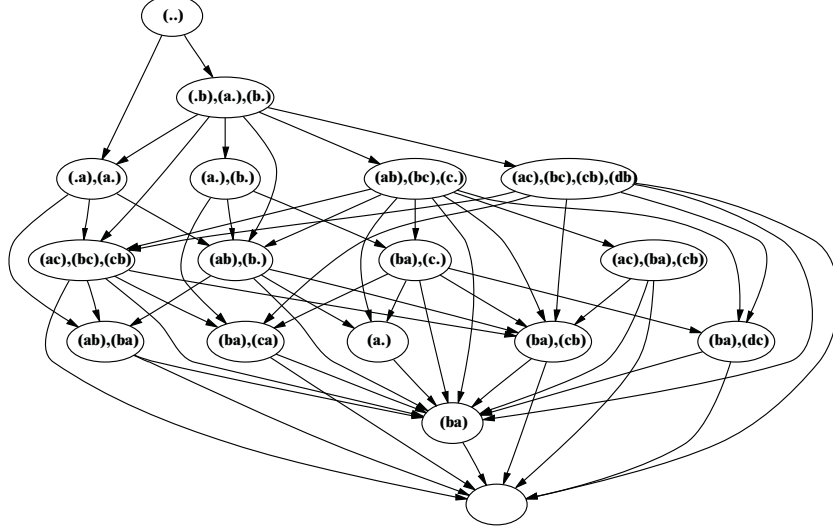 (..)
(.b),(a.),(b.)
(.a),(a.)
(a.),(b.)
(ab),(bc),(c.)
(ac),(bc),(cb),(db)
(ac),(bc),(cb)
(ab),(b.)
(ba),(c.)
(ac),(ba),(cb)
(ab),(ba)
(ba),(ca)
(a.)
(ba),(cb)
(ba),(dc)
(ba)